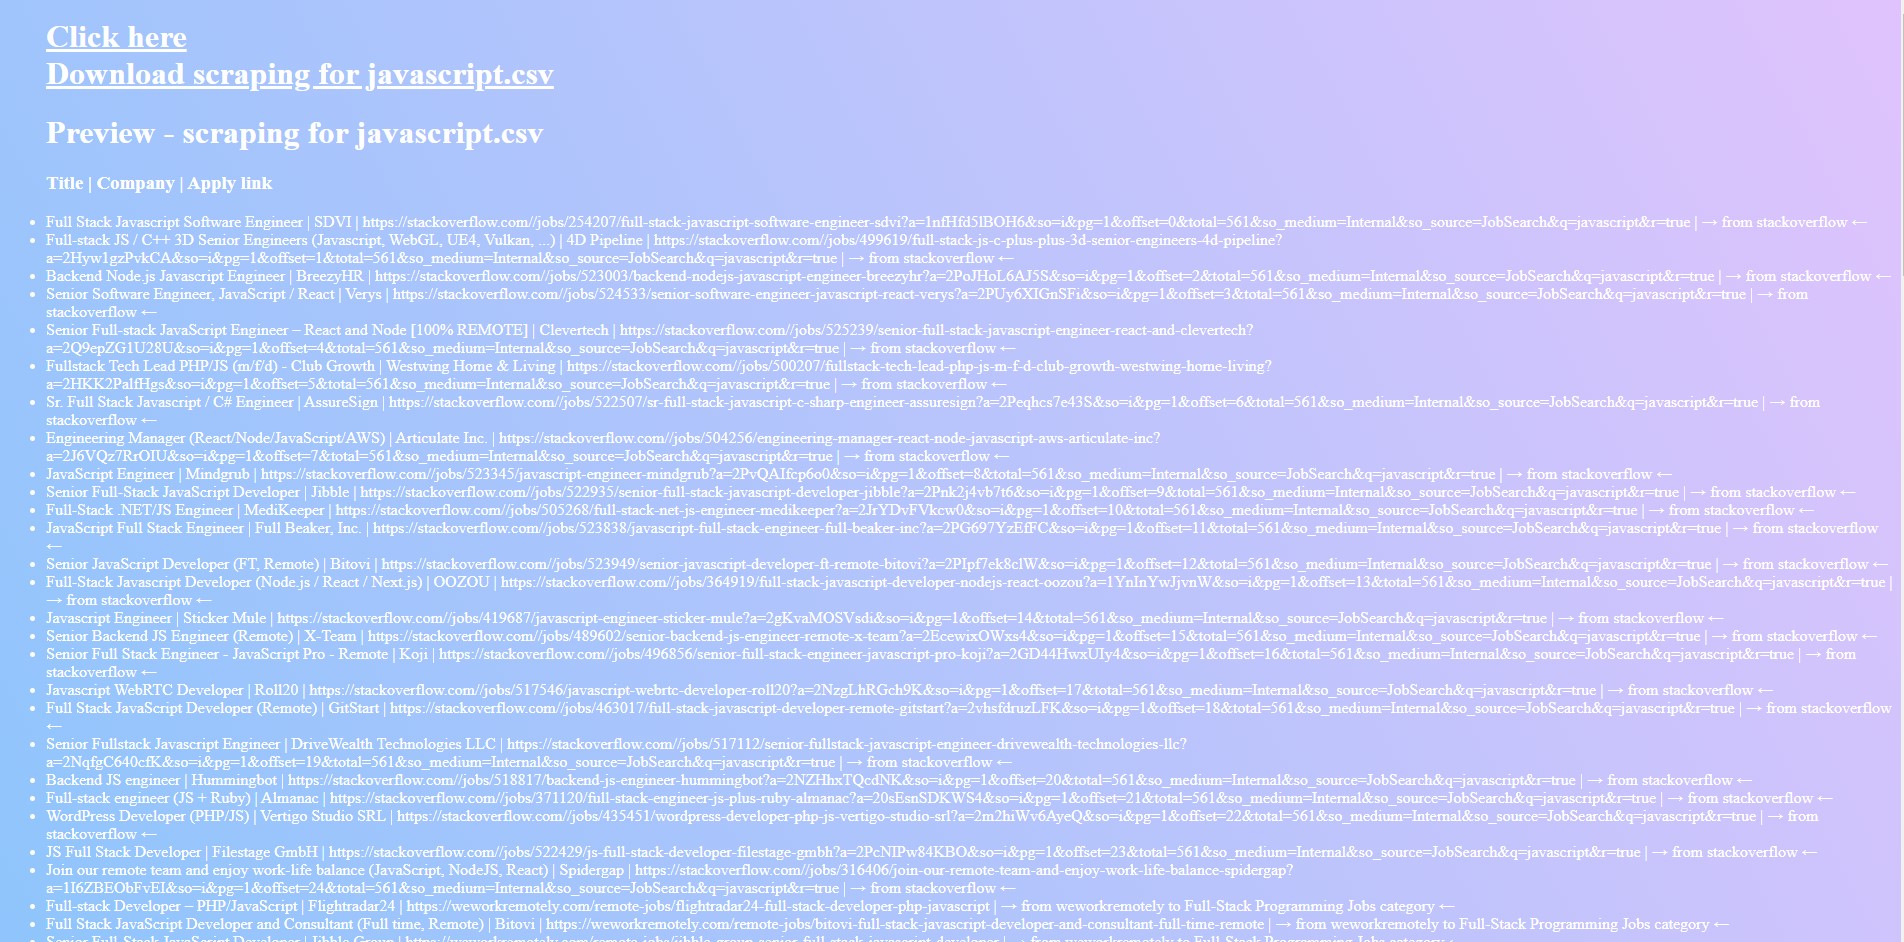 Click here
Download scraping for javascript.csv
Preview - scraping for javascript.csv
Title | Company | Apply link
• Full Stack Javascript Software Engineer | SDVI | https://stackoverflow.com//jobs/254207/full-stack-javascript-software-engineer-sdvi?a=1nfHfd5lBOH6&so=i&pg=1&offset=0&total=561&so_medium=Internal&so_source=JobSearch&q=javascript&r=true | → from stackoverflow ←
• Full-stack JS / C++ 3D Senior Engineers (Javascript, WebGL, UE4, Vulkan, ...) | 4D Pipeline | https://stackoverflow.com//jobs/499619/full-stack-js-c-plus-plus-3d-senior-engineers-4d-pipeline?
a=2Hyw1gzPvkCA&so=i&pg=1&offset=1&total=561&so_medium=Internal&so_source=JobSearch&q=javascript&r=true | → from stackoverflow ←
• Backend Node.js Javascript Engineer | BreezyHR | https://stackoverflow.com//jobs/523003/backend-nodejs-javascript-engineer-breezyhr?a=2PoJHoL6AJ5S&so=i&pg=1&offset=2&total=561&so_medium=Internal&so_source=JobSearch&q=javascript&r=true | → from stackoverflow ←
• Senior Software Engineer, JavaScript / React | Verys | https://stackoverflow.com//jobs/524533/senior-software-engineer-javascript-react-verys?a=2PUy6XIGnSFi&so=i&pg=1&offset=3&total=561&so_medium=Internal&so_source=JobSearch&q=javascript&r=true | → from
stackoverflow ←
• Senior Full-stack JavaScript Engineer – React and Node [100% REMOTE] | Clevertech | https://stackoverflow.com//jobs/525239/senior-full-stack-javascript-engineer-react-and-clevertech?
a=2Q9epZG1U28U&so=i&pg=1&offset=4&total=561&so_medium=Internal&so_source=JobSearch&q=javascript&r=true | → from stackoverflow ←
• Fullstack Tech Lead PHP/JS (m/f/d) - Club Growth | Westwing Home & Living | https://stackoverflow.com//jobs/500207/fullstack-tech-lead-php-js-m-f-d-club-growth-westwing-home-living?
a=2HKK2PalfHgs&so=i&pg=1&offset=5&total=561&so_medium=Internal&so_source=JobSearch&q=javascript&r=true | → from stackoverflow ←
• Sr. Full Stack Javascript / C# Engineer | AssureSign | https://stackoverflow.com//jobs/522507/sr-full-stack-javascript-c-sharp-engineer-assuresign?a=2Peqhcs7e43S&so=i&pg=1&offset=6&total=561&so_medium=Internal&so_source=JobSearch&q=javascript&r=true | → from
stackoverflow ←
• Engineering Manager (React/Node/JavaScript/AWS) | Articulate Inc. | https://stackoverflow.com//jobs/504256/engineering-manager-react-node-javascript-aws-articulate-inc?
a=2J6VQz7RrOIU&so=i&pg=1&offset=7&total=561&so_medium=Internal&so_source=JobSearch&q=javascript&r=true | → from stackoverflow ←
• JavaScript Engineer | Mindgrub | https://stackoverflow.com//jobs/523345/javascript-engineer-mindgrub?a=2PvQAIfcp6o0&so=i&pg=1&offset=8&total=561&so_medium=Internal&so_source=JobSearch&q=javascript&r=true | → from stackoverflow ←
• Senior Full-Stack JavaScript Developer | Jibble | https://stackoverflow.com//jobs/522935/senior-full-stack-javascript-developer-jibble?a=2Pnk2j4vb7t6&so=i&pg=1&offset=9&total=561&so_medium=Internal&so_source=JobSearch&q=javascript&r=true | → from stackoverflow ←
• Full-Stack .NET/JS Engineer | MediKeeper | https://stackoverflow.com//jobs/505268/full-stack-net-js-engineer-medikeeper?a=2JrYDvFVkcw0&so=i&pg=1&offset=10&total=561&so_medium=Internal&so_source=JobSearch&q=javascript&r=true | → from stackoverflow ←
• JavaScript Full Stack Engineer | Full Beaker, Inc. | https://stackoverflow.com//jobs/523838/javascript-full-stack-engineer-full-beaker-inc?a=2PG697YzEfFC&so=i&pg=1&offset=11&total=561&so_medium=Internal&so_source=JobSearch&q=javascript&r=true | → from stackoverflow
←
• Senior JavaScript Developer (FT, Remote) | Bitovi | https://stackoverflow.com//jobs/523949/senior-javascript-developer-ft-remote-bitovi?a=2PIpf7ek8clW&so=i&pg=1&offset=12&total=561&so_medium=Internal&so_source=JobSearch&q=javascript&r=true | → from stackoverflow ←
• Full-Stack Javascript Developer (Node.js / React / Next.js) | OOZOU | https://stackoverflow.com//jobs/364919/full-stack-javascript-developer-nodejs-react-oozou?a=1YnInYwJjvnW&so=i&pg=1&offset=13&total=561&so_medium=Internal&so_source=JobSearch&q=javascript&r=true |
→ from stackoverflow ←
• Javascript Engineer | Sticker Mule | https://stackoverflow.com//jobs/419687/javascript-engineer-sticker-mule?a=2gKvaMOSVsdi&so=i&pg=1&offset=14&total=561&so_medium=Internal&so_source=JobSearch&q=javascript&r=true | → from stackoverflow ←
• Senior Backend JS Engineer (Remote) | X-Team | https://stackoverflow.com//jobs/489602/senior-backend-js-engineer-remote-x-team?a=2EcewixOWxs4&so=i&pg=1&offset=15&total=561&so_medium=Internal&so_source=JobSearch&q=javascript&r=true | → from stackoverflow ←
• Senior Full Stack Engineer - JavaScript Pro - Remote | Koji | https://stackoverflow.com//jobs/496856/senior-full-stack-engineer-javascript-pro-koji?a=2GD44HwxUIy4&so=i&pg=1&offset=16&total=561&so_medium=Internal&so_source=JobSearch&q=javascript&r=true | → from
stackoverflow ←
• Javascript WebRTC Developer | Roll20 | https://stackoverflow.com//jobs/517546/javascript-webrtc-developer-roll20?a=2NzgLhRGch9K&so=i&pg=1&offset=17&total=561&so_medium=Internal&so_source=JobSearch&q=javascript&r=true | → from stackoverflow ←
• Full Stack JavaScript Developer (Remote) | GitStart | https://stackoverflow.com//jobs/463017/full-stack-javascript-developer-remote-gitstart?a=2vhsfdruzLFK&so=i&pg=1&offset=18&total=561&so_medium=Internal&so_source=JobSearch&q=javascript&r=true | → from stackoverflow
←
• Senior Fullstack Javascript Engineer | DriveWealth Technologies LLC | https://stackoverflow.com//jobs/517112/senior-fullstack-javascript-engineer-drivewealth-technologies-llc?
a=2NqfgC640cfK&so=i&pg=1&offset=19&total=561&so_medium=Internal&so_source=JobSearch&q=javascript&r=true | → from stackoverflow ←
• Backend JS engineer | Hummingbot | https://stackoverflow.com//jobs/518817/backend-js-engineer-hummingbot?a=2NZHhxTQcdNK&so=i&pg=1&offset=20&total=561&so_medium=Internal&so_source=JobSearch&q=javascript&r=true | → from stackoverflow ←
• Full-stack engineer (JS + Ruby) | Almanac | https://stackoverflow.com//jobs/371120/full-stack-engineer-js-plus-ruby-almanac?a=20sEsnSDKWS4&so=i&pg=1&offset=21&total=561&so_medium=Internal&so_source=JobSearch&q=javascript&r=true | → from stackoverflow ←
• WordPress Developer (PHP/JS) | Vertigo Studio SRL | https://stackoverflow.com//jobs/435451/wordpress-developer-php-js-vertigo-studio-srl?a=2m2hiWv6AyeQ&so=i&pg=1&offset=22&total=561&so_medium=Internal&so_source=JobSearch&q=javascript&r=true | → from
stackoverflow ←
• JS Full Stack Developer | Filestage GmbH | https://stackoverflow.com//jobs/522429/js-full-stack-developer-filestage-gmbh?a=2PcNIPw84KBO&so=i&pg=1&offset=23&total=561&so_medium=Internal&so_source=JobSearch&q=javascript&r=true | → from stackoverflow ←
• Join our remote team and enjoy work-life balance (JavaScript, NodeJS, React) | Spidergap | https://stackoverflow.com//jobs/316406/join-our-remote-team-and-enjoy-work-life-balance-spidergap?
a=1I6ZBEObFvEI&so=i&pg=1&offset=24&total=561&so_medium=Internal&so_source=JobSearch&q=javascript&r=true | → from stackoverflow ←
• Full-stack Developer – PHP/JavaScript | Flightradar24 | https://weworkremotely.com/remote-jobs/flightradar24-full-stack-developer-php-javascript | → from weworkremotely to Full-Stack Programming Jobs category ←
• Full Stack JavaScript Developer and Consultant (Full time, Remote) | Bitovi | https://weworkremotely.com/remote-jobs/bitovi-full-stack-javascript-developer-and-consultant-full-time-remote | → from weworkremotely to Full-Stack Programming Jobs category ←
• Senior Full-Stack JavaScript Developer | Jibble Group | https://weworkremotely.com/remote-jobs/jibble-group-senior-full-stack-javascript-developer | → from weworkremotely to Full-Stack Programming Jobs category ←